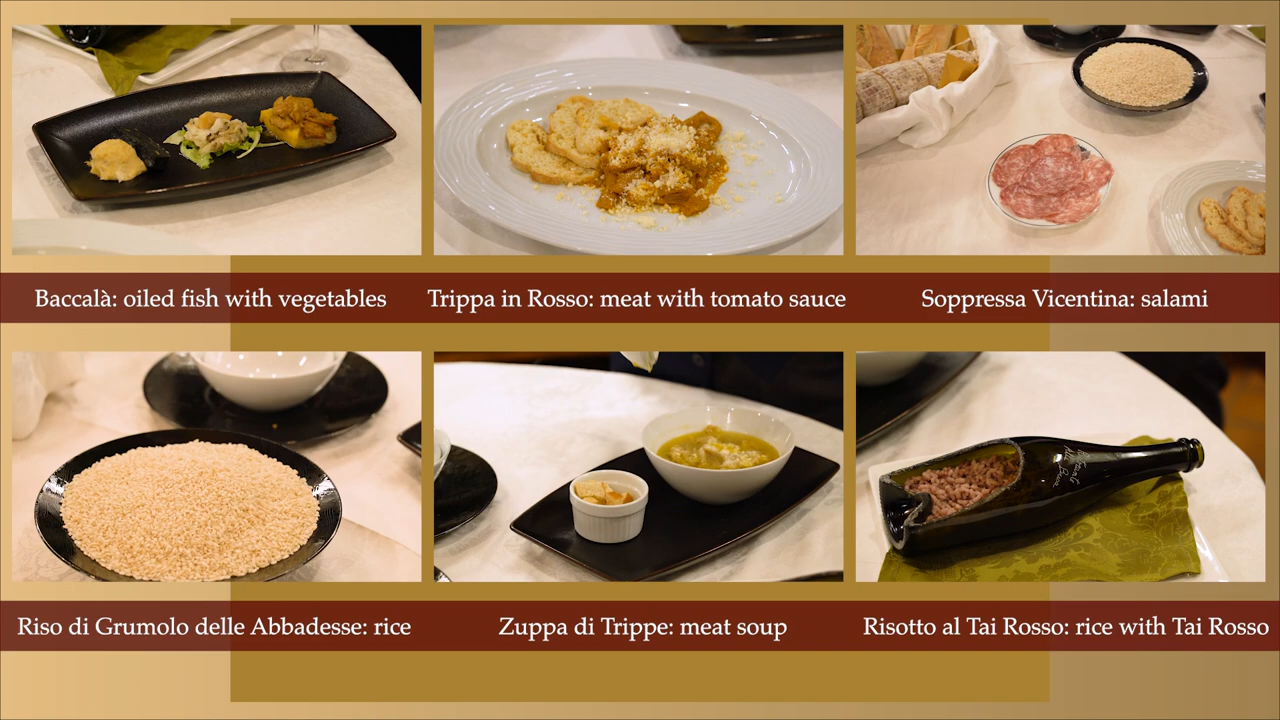 Baccalà: oiled fish with vegetables
Trippa in Rosso: meat with tomato sauce
Soppressa Vicentina: salami
Riso di Grumolo delle Abbadesse: rice
Zuppa di Trippe: meat soup
Risotto al Tai Rosso: rice with Tai Rosso